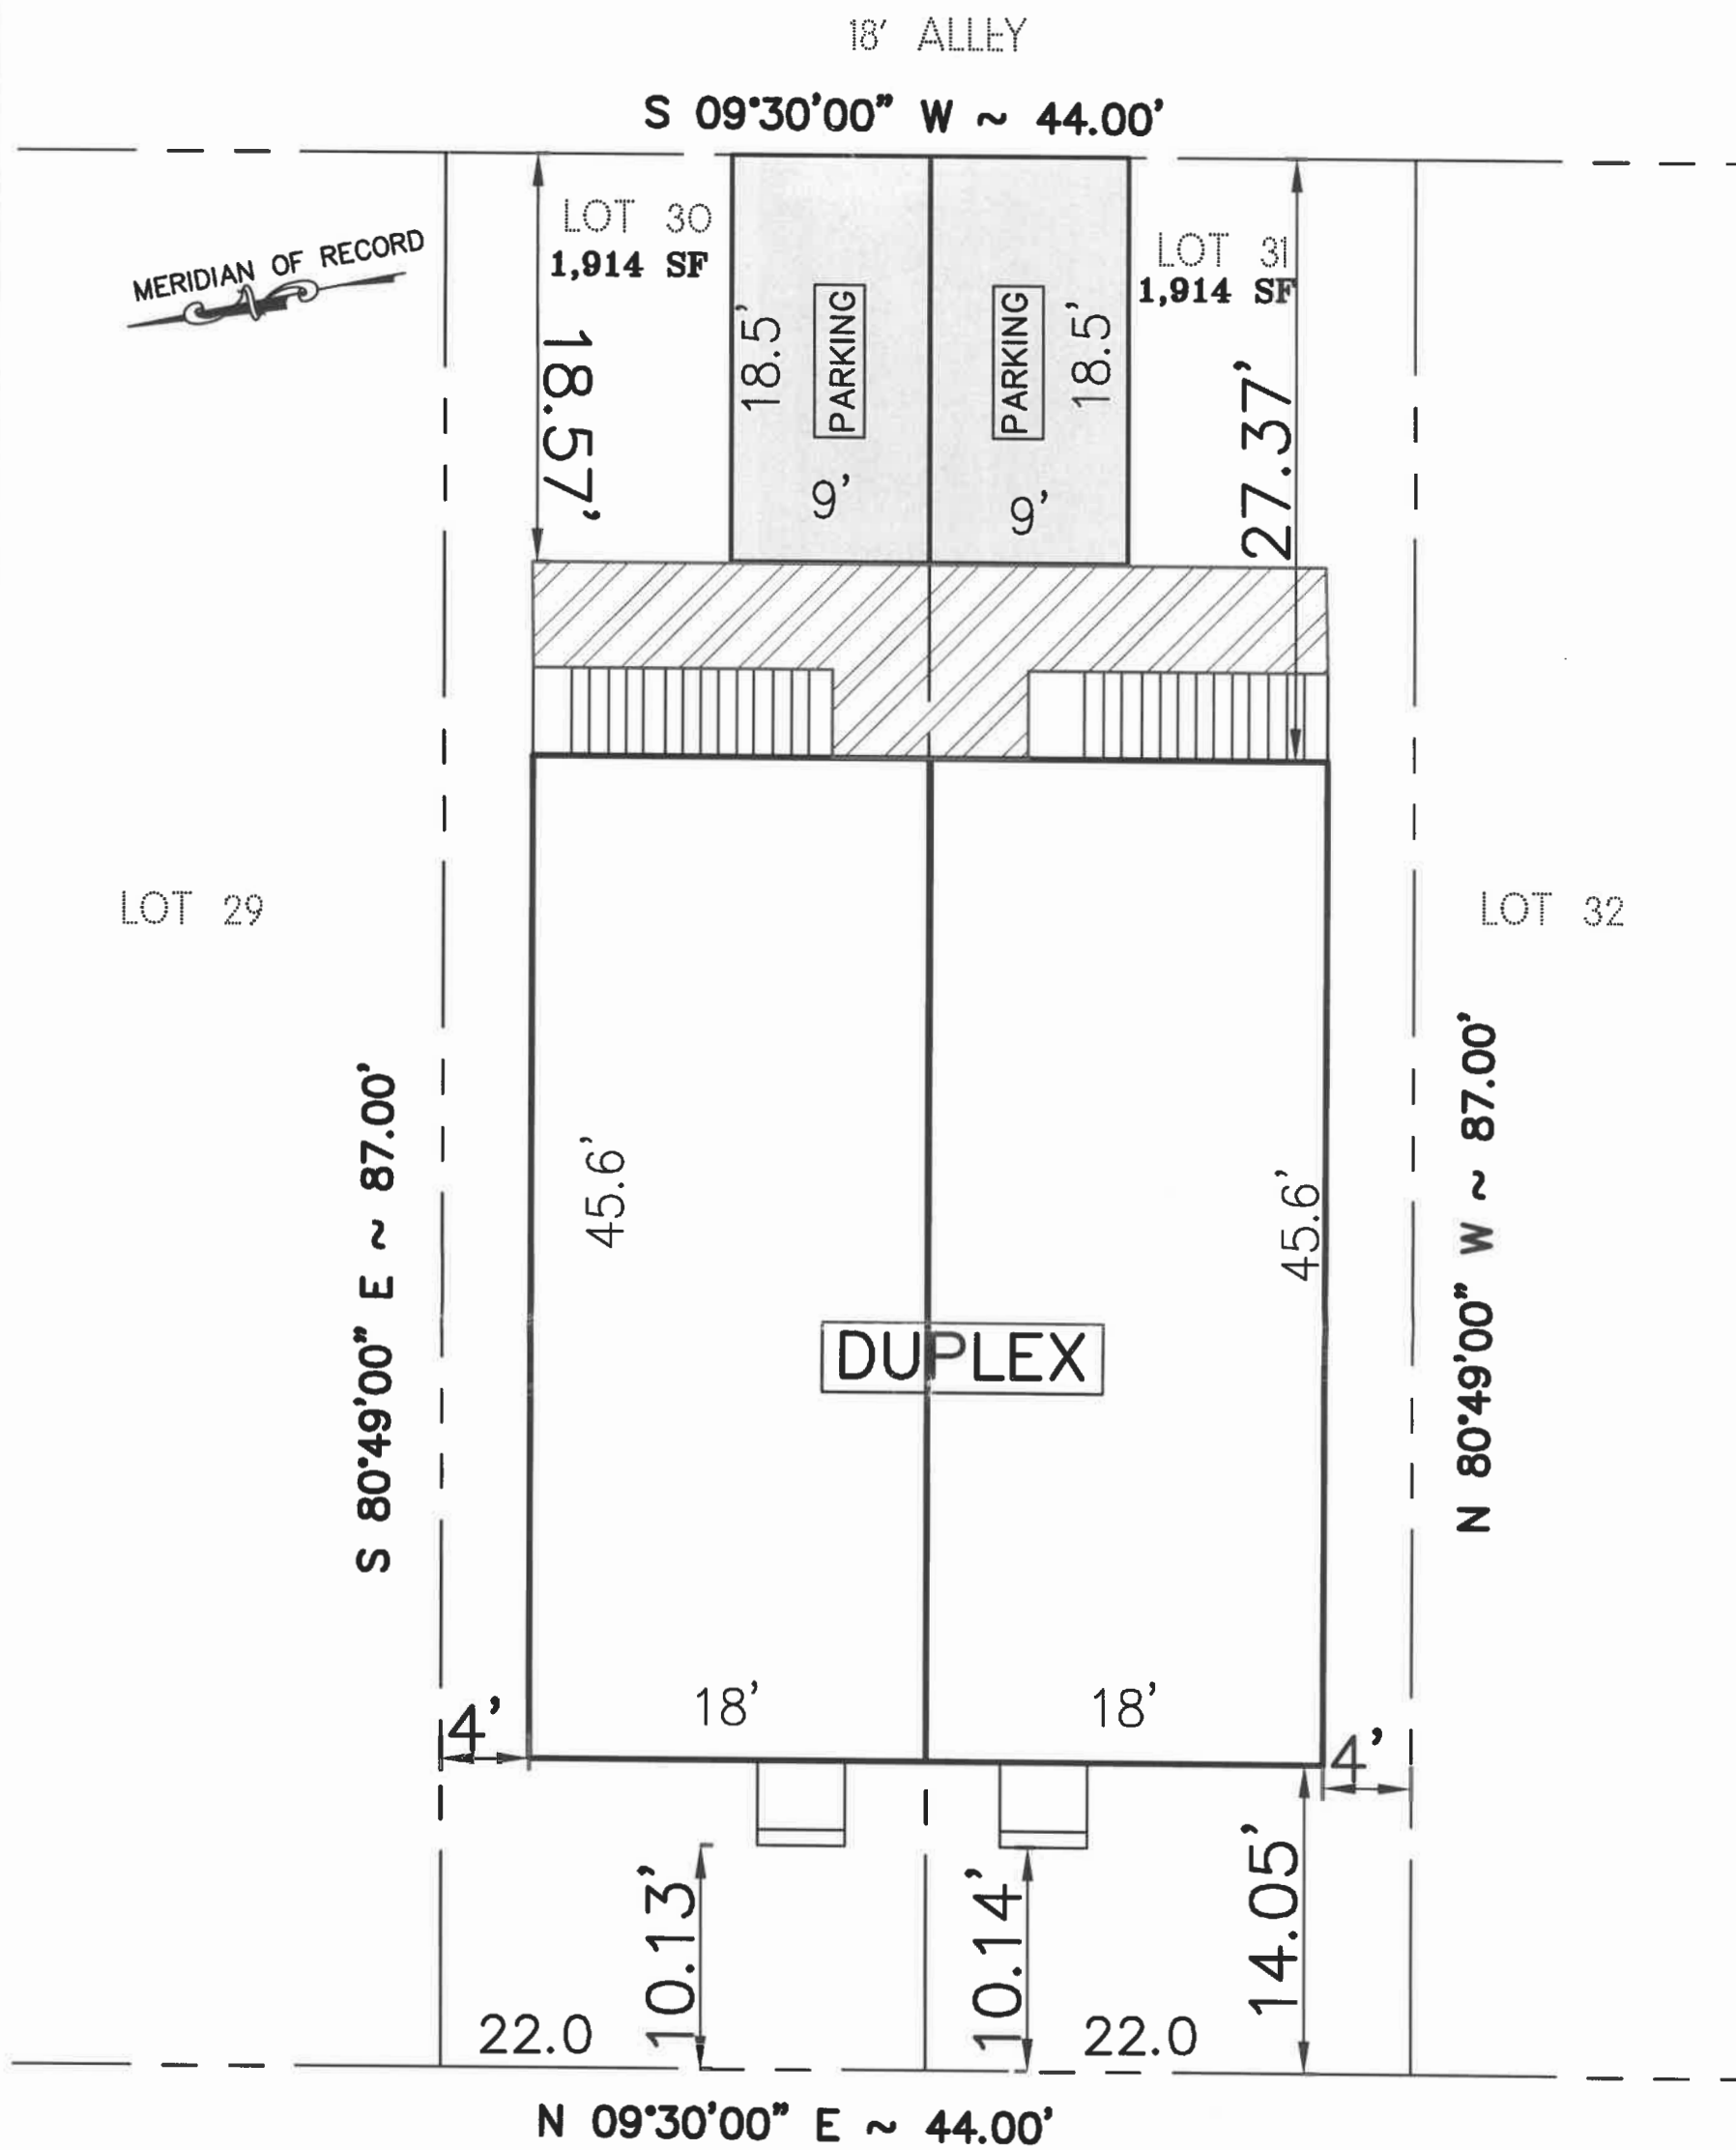 18' ALLEY
S 09°30'00" W ~ 44.00'
MERIDIAN OF RECORD
LOT 30
1,914 SF
LOT 31
1,914 SF
18.57'
18.5'
PARKING
9'
PARKING
18.5'
9'
27.37'
LOT 29
LOT 32
S 80°49'00" E ~ 87.00'
45.6'
45.6'
N 80°49'00" W ~ 87.00'
DUPLEX
18'
18'
4'
4'
10.13'
10.14'
14.05'
22.0
22.0
N 09°30'00" E ~ 44.00'